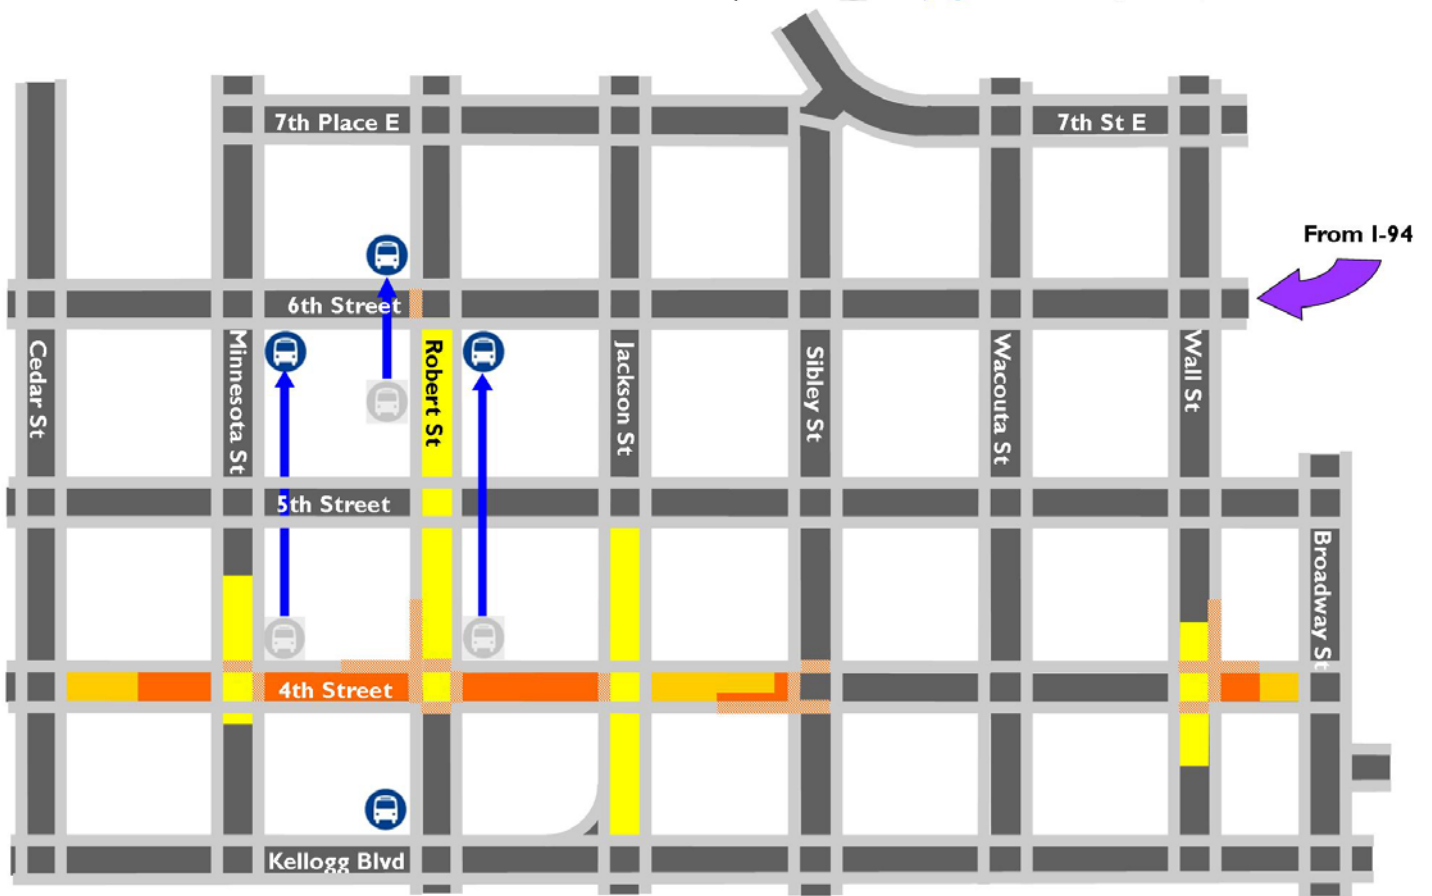 7th Place E
7th St E
From I-94
6th Street
Cedar St
Minnesota St
Robert St
Jackson St
Sibley St
Wacouta St
Wall St
5th Street
Broadway St
4th Street
Kellogg Blvd